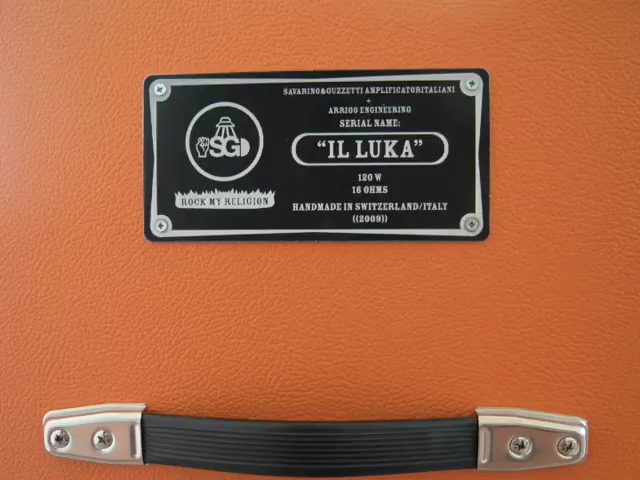 SAVARINO&GUZZETTI AMPLIFICATORITALIANI
+
ARRIGO ENGINEERING
SERIAL NAME:
"IL LUKA"
120 W
16 OHMS
HANDMADE IN SWITZERLAND/ITALY
((2009))
SG
ROCK MY RELIGION